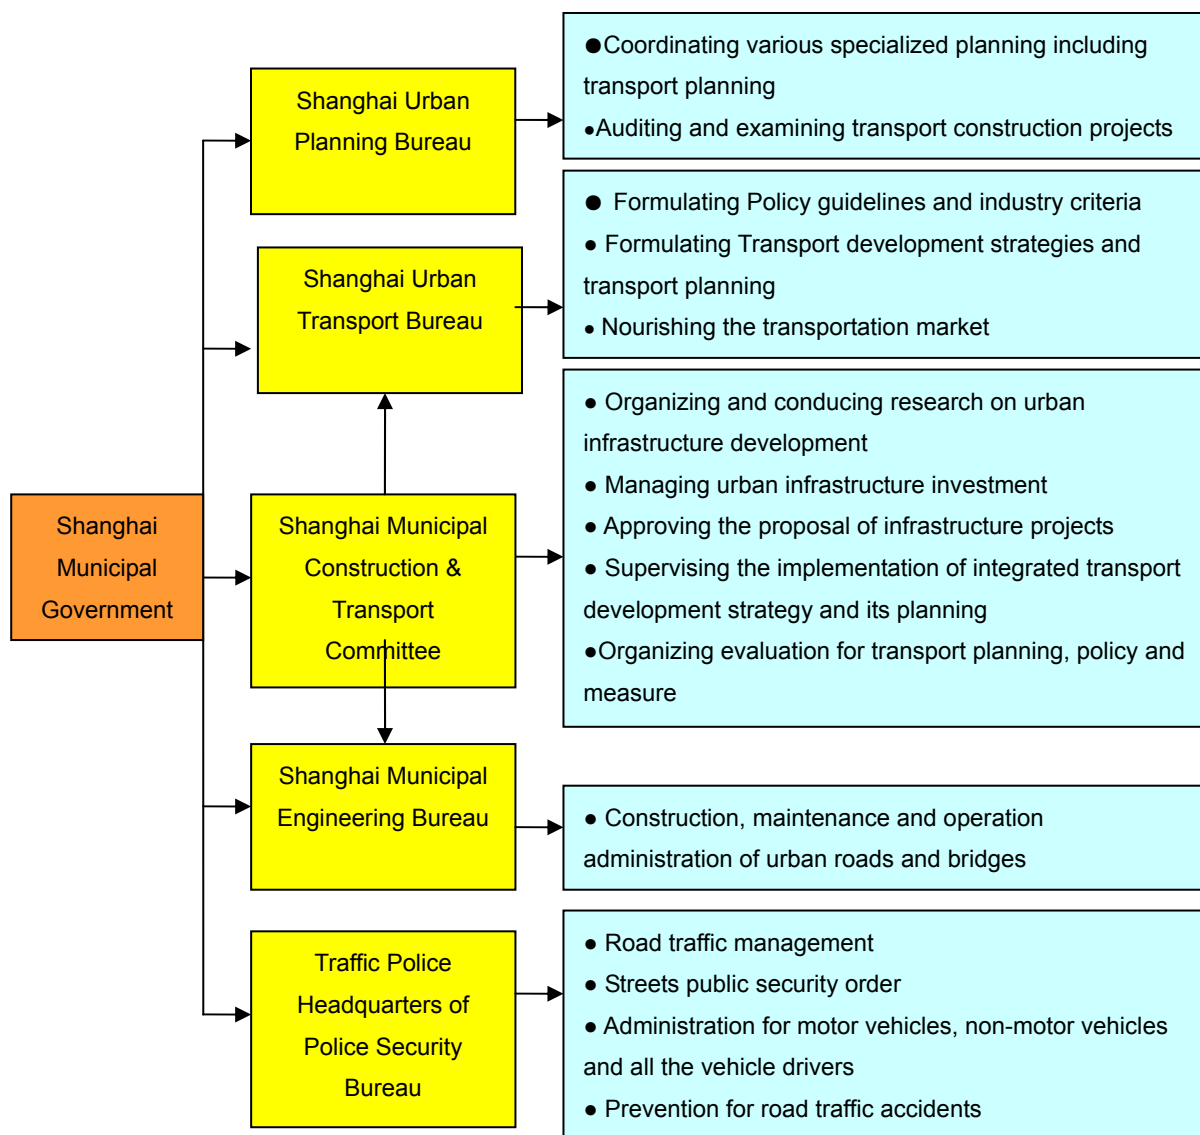 Shanghai
Municipal
Government
Shanghai Urban
Planning Bureau
●Coordinating various specialized planning including
transport planning
●Auditing and examining transport construction projects
Shanghai Urban
Transport Bureau
● Formulating Policy guidelines and industry criteria
● Formulating Transport development strategies and
transport planning
● Nourishing the transportation market
Shanghai Municipal
Construction &
Transport
Committee
● Organizing and conducing research on urban
infrastructure development
● Managing urban infrastructure investment
● Approving the proposal of infrastructure projects
● Supervising the implementation of integrated transport
development strategy and its planning
●Organizing evaluation for transport planning, policy and
measure
Shanghai Municipal
Engineering Bureau
● Construction, maintenance and operation
administration of urban roads and bridges
Traffic Police
Headquarters of
Police Security
Bureau
● Road traffic management
● Streets public security order
● Administration for motor vehicles, non-motor vehicles
and all the vehicle drivers
● Prevention for road traffic accidents